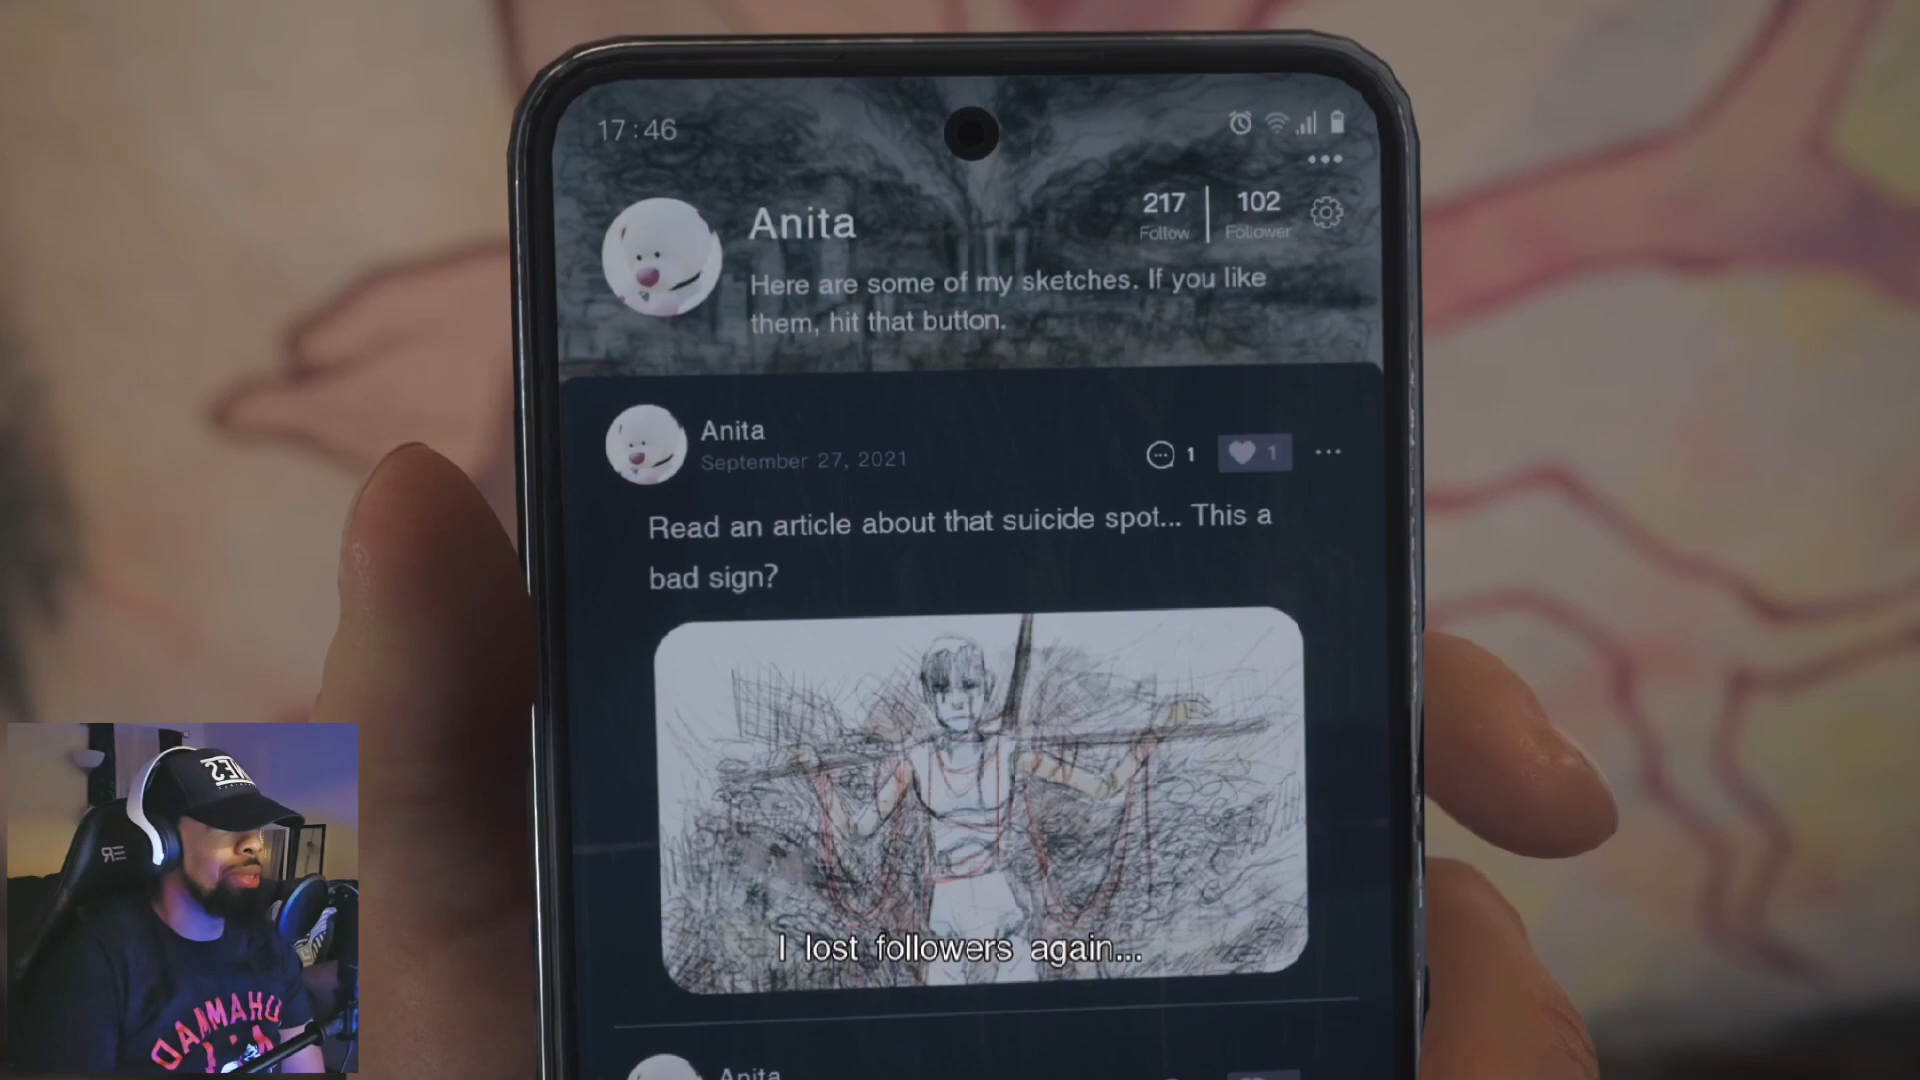 17:46
Anita
217
Follow
102
Follower
Here are some of my sketches. If you like
them, hit that button.
Anita
September 27, 2021
1
1
Read an article about that suicide spot... This a
bad sign?
I lost followers again...
Anita